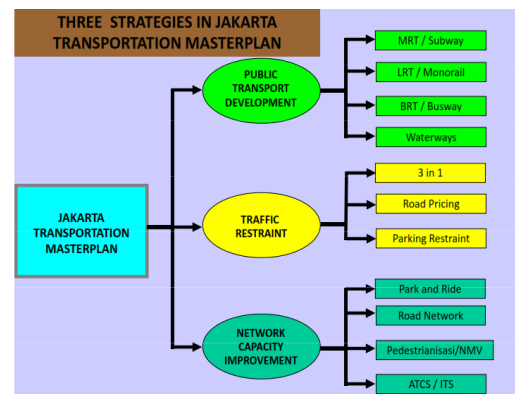 THREE STRATEGIES IN JAKARTA
TRANSPORTATION MASTERPLAN
JAKARTA
TRANSPORTATION
MASTERPLAN
PUBLIC
TRANSPORT
DEVELOPMENT
MRT / Subway
LRT / Monorail
BRT / Busway
Waterways
TRAFFIC
RESTRAINT
3 in 1
Road Pricing
Parking Restraint
NETWORK
CAPACITY
IMPROVEMENT
Park and Ride
Road Network
Pedestrianisasi/NMV
ATCS / ITS